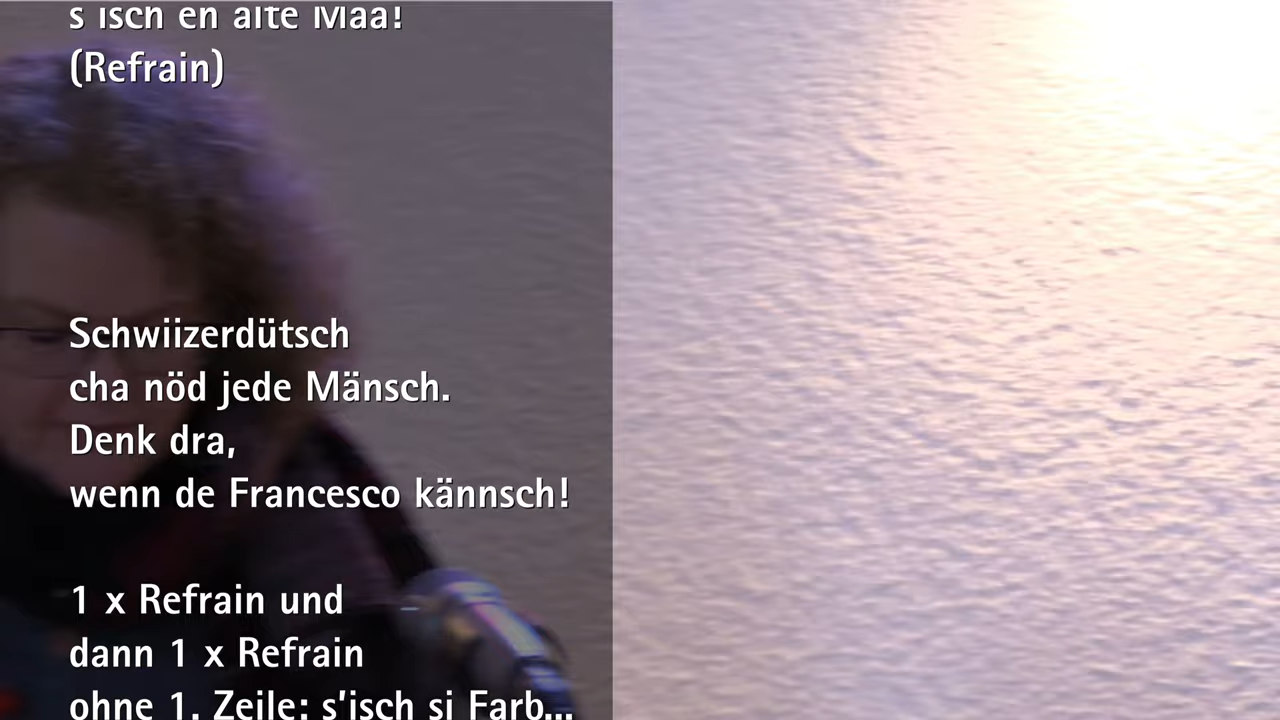 s isch en alte Maa!
(Refrain)
Schwiizerdütsch
cha nöd jede Mänsch.
Denk dra,
wenn de Francesco kännsch!
1 x Refrain und
dann 1 x Refrain
ohne 1. Zeile: s'isch si Farb...